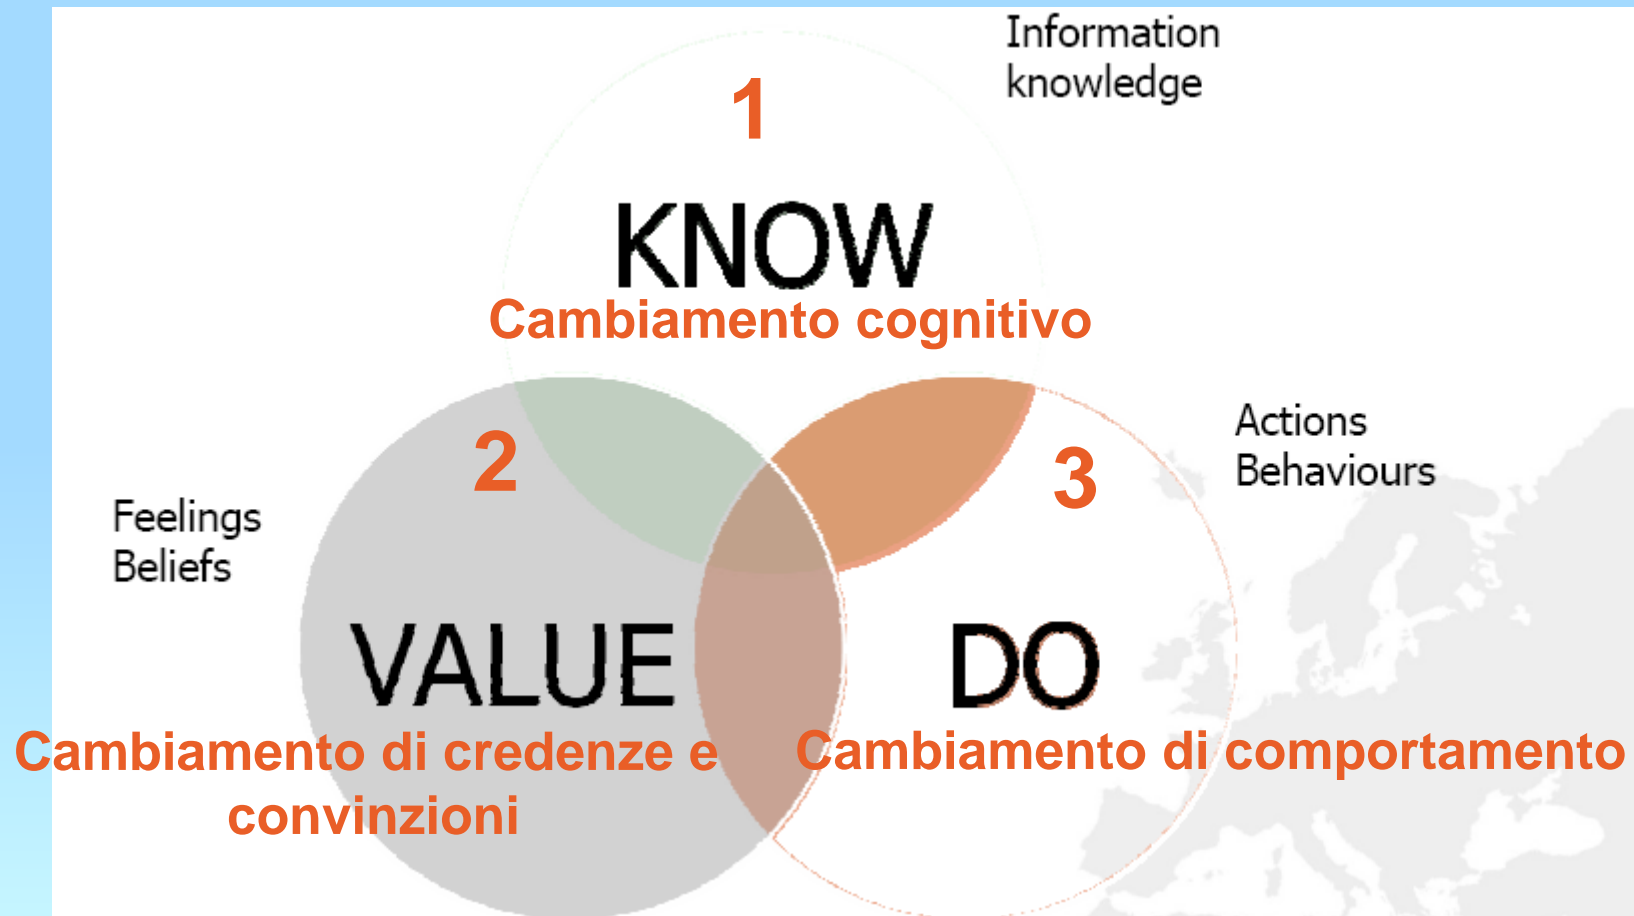 Information
knowledge
1
KNOW
Cambiamento cognitivo
2
3
Actions
Behaviours
Feelings
Beliefs
VALUE
DO
Cambiamento di credenze e
convinzioni
Cambiamento di comportamento